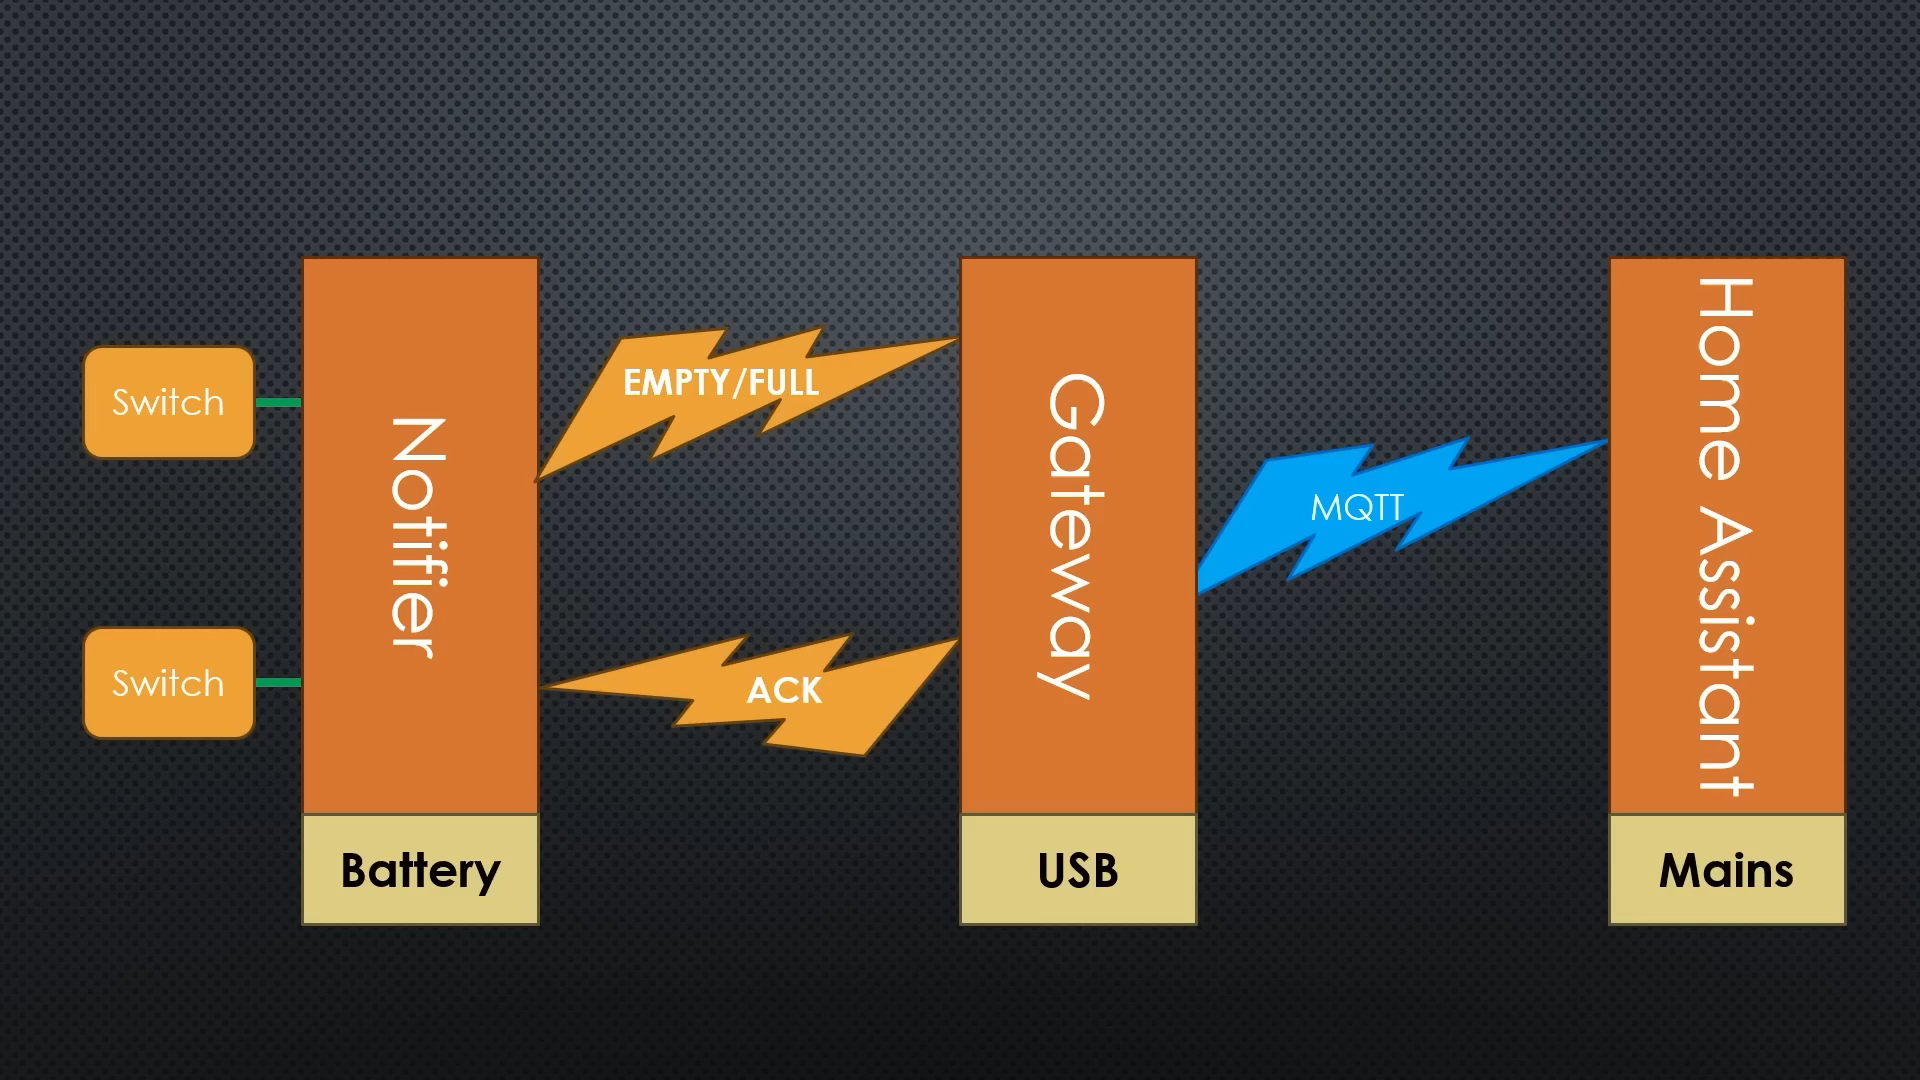 Switch
Switch
Notifier
Battery
EMPTY/FULL
ACK
Gateway
USB
MQTT
Home Assistant
Mains